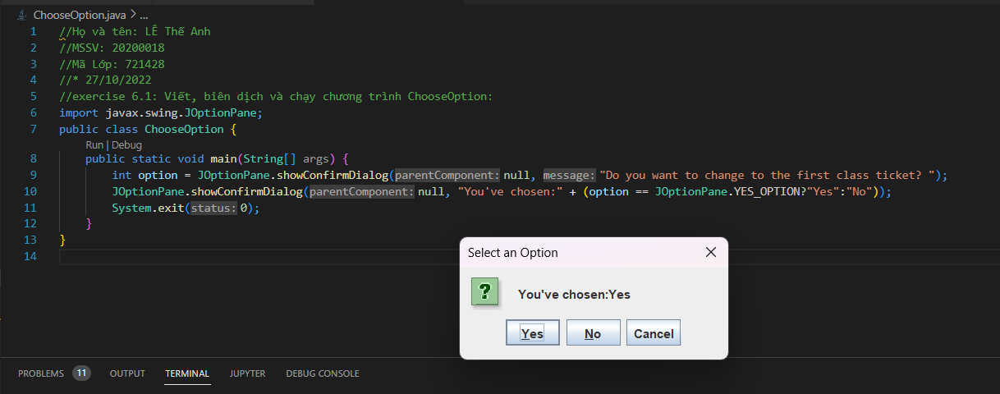 ChooseOption.java > ...
1 //Họ và tên: LÊ Thế Anh
2 //MSSV: 20200018
3 //Mã Lớp: 721428
4 //* 27/10/2022
5 //exercise 6.1: Viết, biên dịch và chạy chương trình ChooseOption:
6 import javax.swing.JOptionPane;
7 public class ChooseOption {
Run | Debug
8 public static void main(String[] args) {
9 int option = JOptionPane.showConfirmDialog(parentComponent: null, message: "Do you want to change to the first class ticket? ");
10 JOptionPane.showConfirmDialog(parentComponent: null, "You've chosen:" + (option == JOptionPane.YES_OPTION?"Yes":"No"));
11 System.exit(status: 0);
12 }
13 }
14
Select an Option
?
You've chosen:Yes
Yes No Cancel
PROBLEMS 11 OUTPUT TERMINAL JUPYTER DEBUG CONSOLE